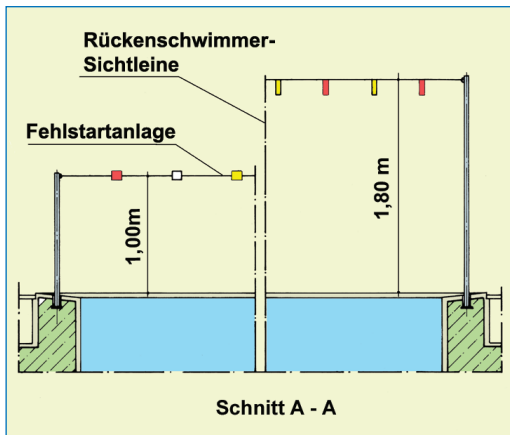 Rückenschwimmer-
Sichtleine
Fehlstartanlage
1,00m
1,80 m
Schnitt A - A